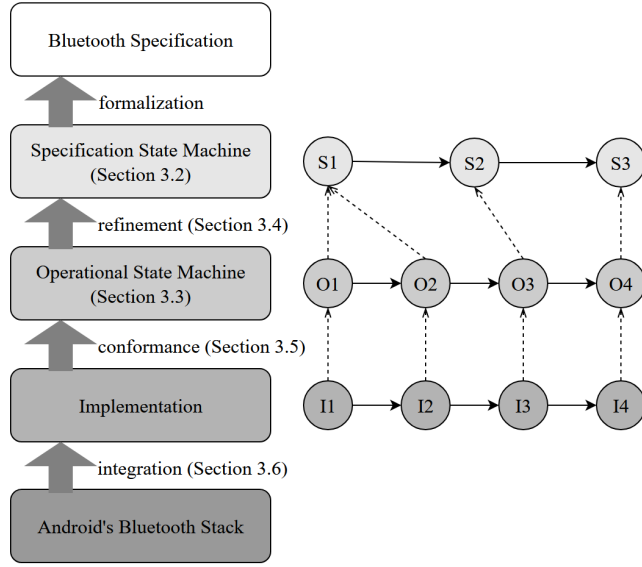 Bluetooth Specification
formalization
Specification State Machine
(Section 3.2)
S1
S2
S3
refinement (Section 3.4)
Operational State Machine
(Section 3.3)
O1
O2
O3
O4
conformance (Section 3.5)
Implementation
I1
I2
I3
I4
integration (Section 3.6)
Android's Bluetooth Stack